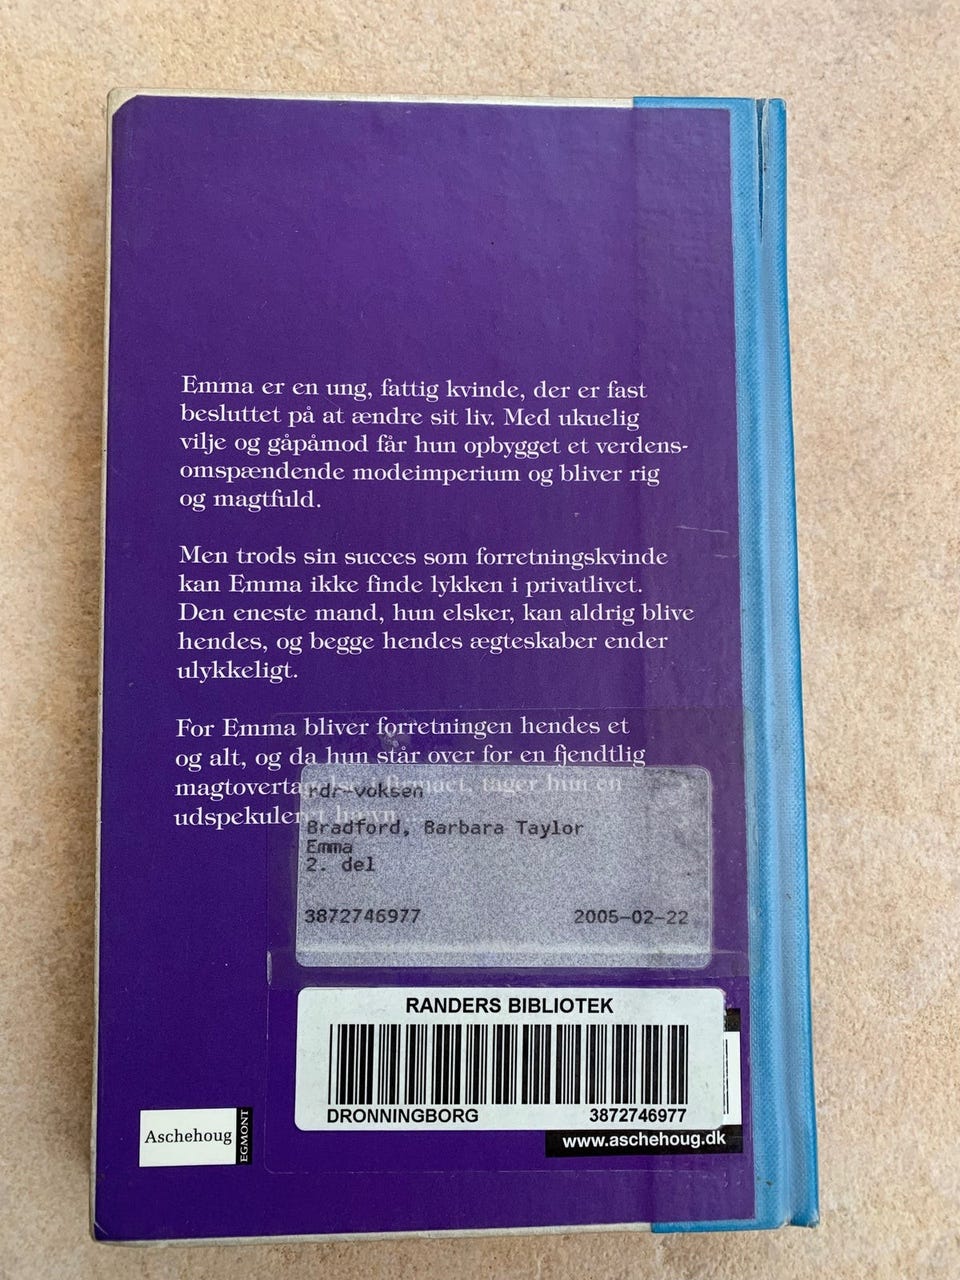 Emma er en ung, fattig kvinde, der er fast
besluttet på at ændre sit liv. Med ukuelig
vilje og gåpåmod får hun opbygget et verdens-
omspændende modeimperium og bliver rig
og magtfuld.
Men trods sin succes som forretningskvinde
kan Emma ikke finde lykken i privatlivet.
Den eneste mand, hun elsker, kan aldrig blive
hendes, og begge hendes ægteskaber ender
ulykkeligt.
For Emma bliver forretningen hendes et
og alt, og da hun står over for en fjendtlig
tager hun en
rdr-voksen
Bradford, Barbara Taylor
Emma
2. del
3872746977 2005-02-22
RANDERS BIBLIOTEK
DRONNINGBORG 3872746977
Aschehoug
EGMONT
www.aschehoug.dk